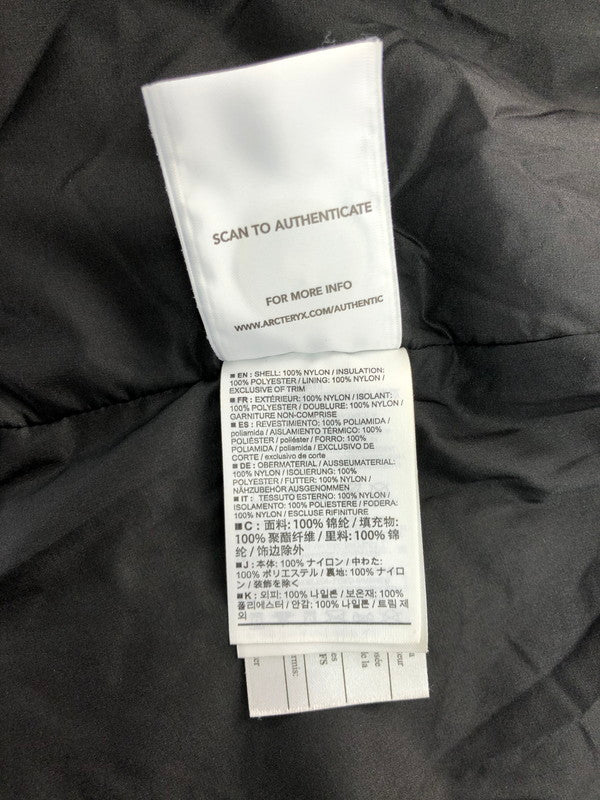 SCAN TO AUTHENTICATE
FOR MORE INFO
WWW.ARCTERYX.COM/AUTHENTIC
■ EN : SHELL: 100% NYLON / INSULATION:
100% POLYESTER / LINING: 100% NYLON /
EXCLUSIVE OF TRIM
■ FR : EXTÉRIEUR: 100% NYLON / ISOLANT:
100% POLYESTER / DOUBLURE: 100% NYLON /
GARNITURE NON-COMPRISE
■ ES : REVESTIMIENTO: 100% POLIAMIDA /
poliamida / AISLAMIENTO TÉRMICO: 100%
POLIÉSTER / poliéster / FORRO: 100%
POLIAMIDA / poliamida / EXCLUSIVO DE
CORTE / exclusivo de corte
■ DE : OBERMATERIAL / AUSSEUMATERIAL:
100% NYLON / ISOLIERUNG: 100%
POLYESTER / FUTTER: 100% NYLON /
NÄHZUBEHÖR AUSGENOMMEN
■ IT : TESSUTO ESTERNO: 100% NYLON /
ISOLAMENTO: 100% POLIESTERE / FODERA:
100% NYLON / ESCLUSE RIFINITURE
■ C : 面料: 100% 锦纶 / 填充物:
100% 聚酯纤维 / 里料: 100% 锦
纶 / 饰边除外
■ J : 本体: 100% ナイロン / 中わた:
100% ポリエステル / 裏地: 100% ナイロ
ン / 装飾を除く
■ K : 외피: 100% 나일론 / 보온재: 100%
폴리에스터 / 안감: 100% 나일론 / 트림 제
외